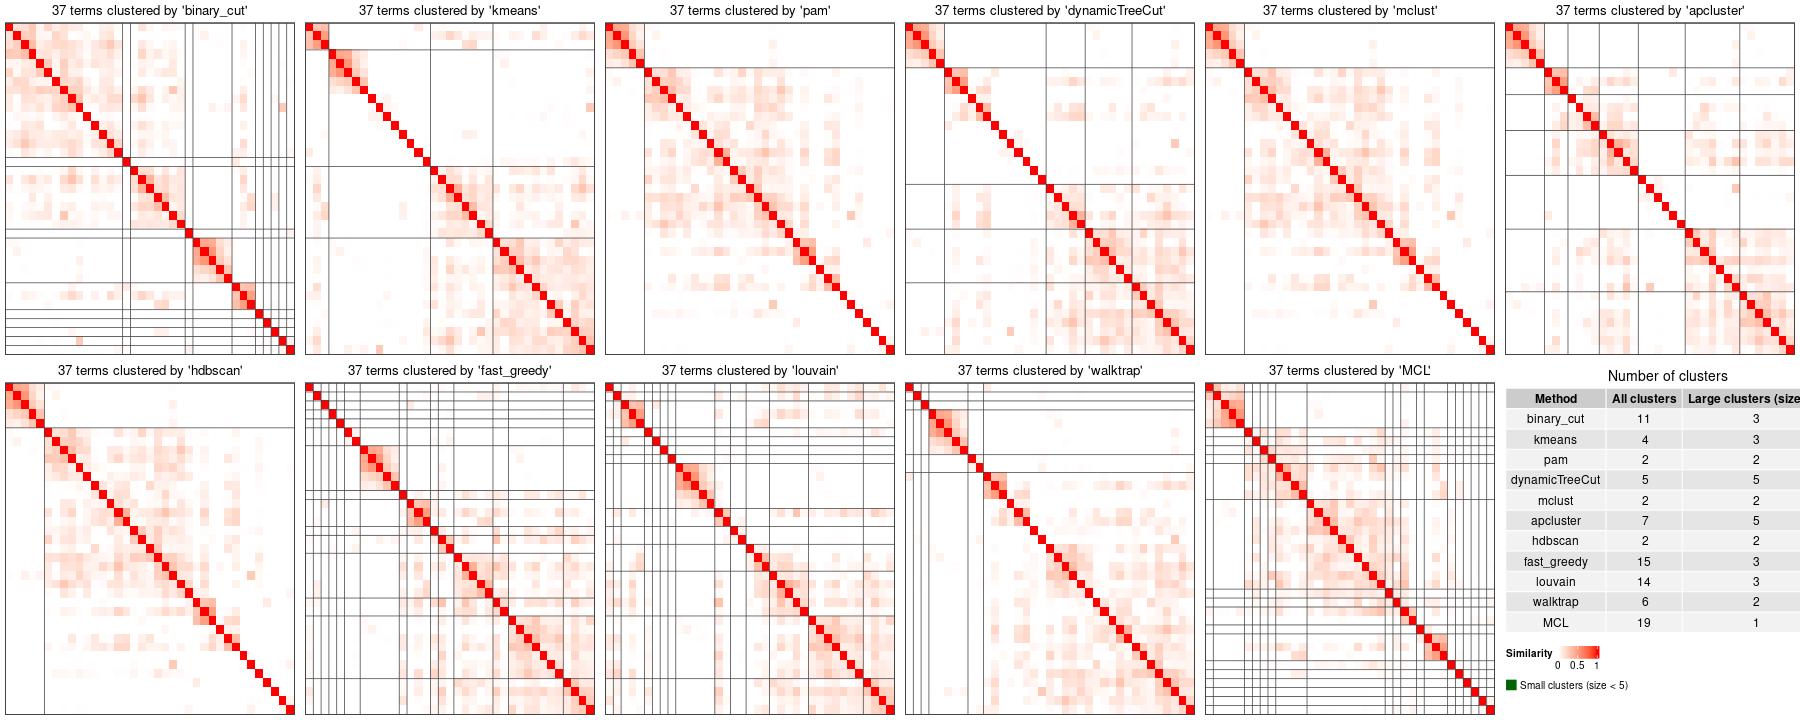 37 terms clustered by 'binary_cut'
37 terms clustered by 'kmeans'
37 terms clustered by 'pam'
37 terms clustered by 'dynamicTreeCut'
37 terms clustered by 'mclust'
37 terms clustered by 'apcluster'
37 terms clustered by 'hdbscan'
37 terms clustered by 'fast_greedy'
37 terms clustered by 'louvain'
37 terms clustered by 'walktrap'
37 terms clustered by 'MCL'
Number of clusters
Method All clusters Large clusters (size
binary_cut 11 3
kmeans 4 3
pam 2 2
dynamicTreeCut 5 5
mclust 2 2
apcluster 7 5
hdbscan 2 2
fast_greedy 15 3
louvain 14 3
walktrap 6 2
MCL 19 1
Similarity
0 0.5 1
Small clusters (size < 5)